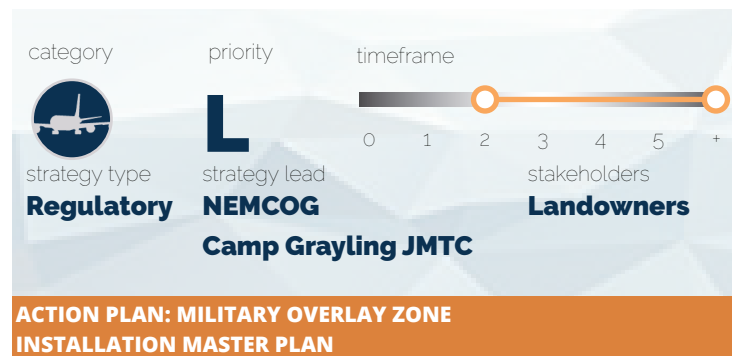 category priority timeframe
L
0 1 2 3 4 5 +
strategy type strategy lead stakeholders
Regulatory NEMCOG Landowners
Camp Grayling JMTC
ACTION PLAN: MILITARY OVERLAY ZONE
INSTALLATION MASTER PLAN